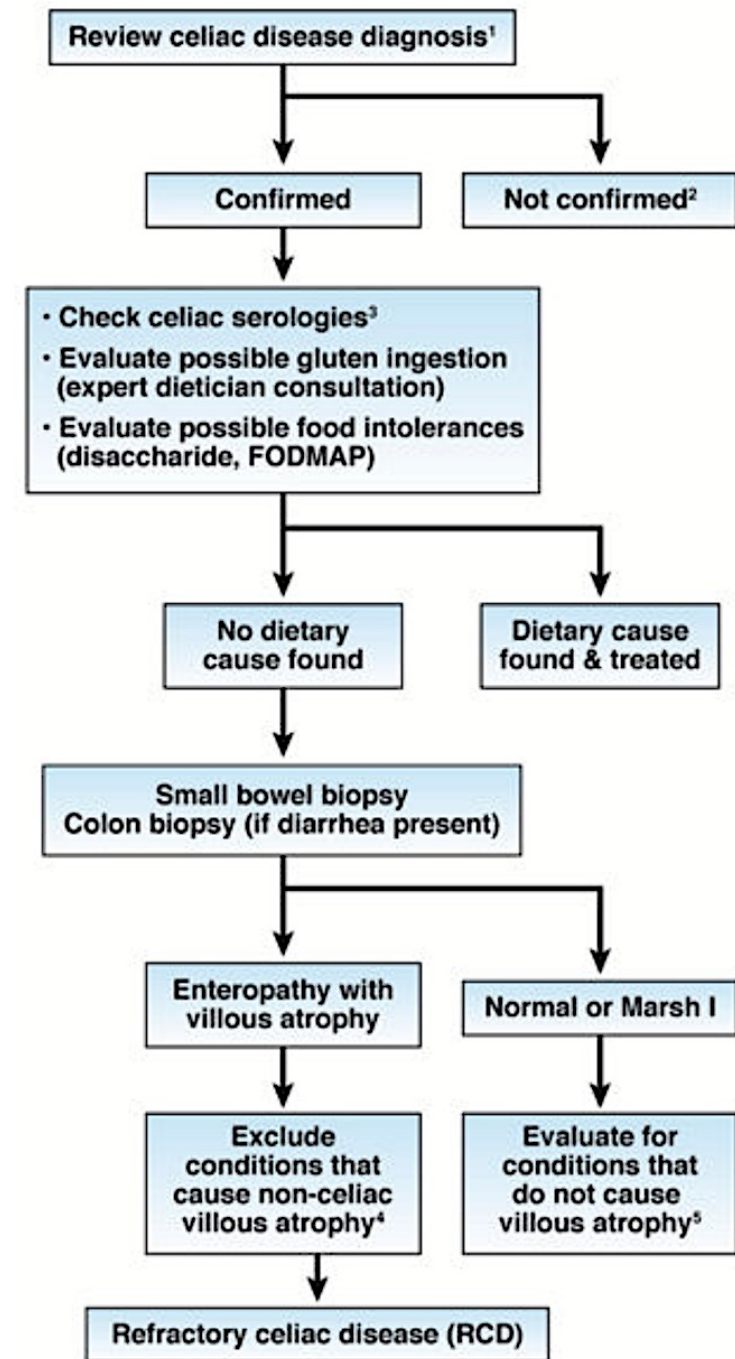 Review celiac disease diagnosis¹
Confirmed
Not confirmed²
· Check celiac serologies³
· Evaluate possible gluten ingestion
(expert dietician consultation)
· Evaluate possible food intolerances
(disaccharide, FODMAP)
No dietary
cause found
Dietary cause
found & treated
Small bowel biopsy
Colon biopsy (if diarrhea present)
Enteropathy with
villous atrophy
Normal or Marsh I
Exclude
conditions that
cause non-celiac
villous atrophy⁴
Evaluate for
conditions that
do not cause
villous atrophy⁵
Refractory celiac disease (RCD)